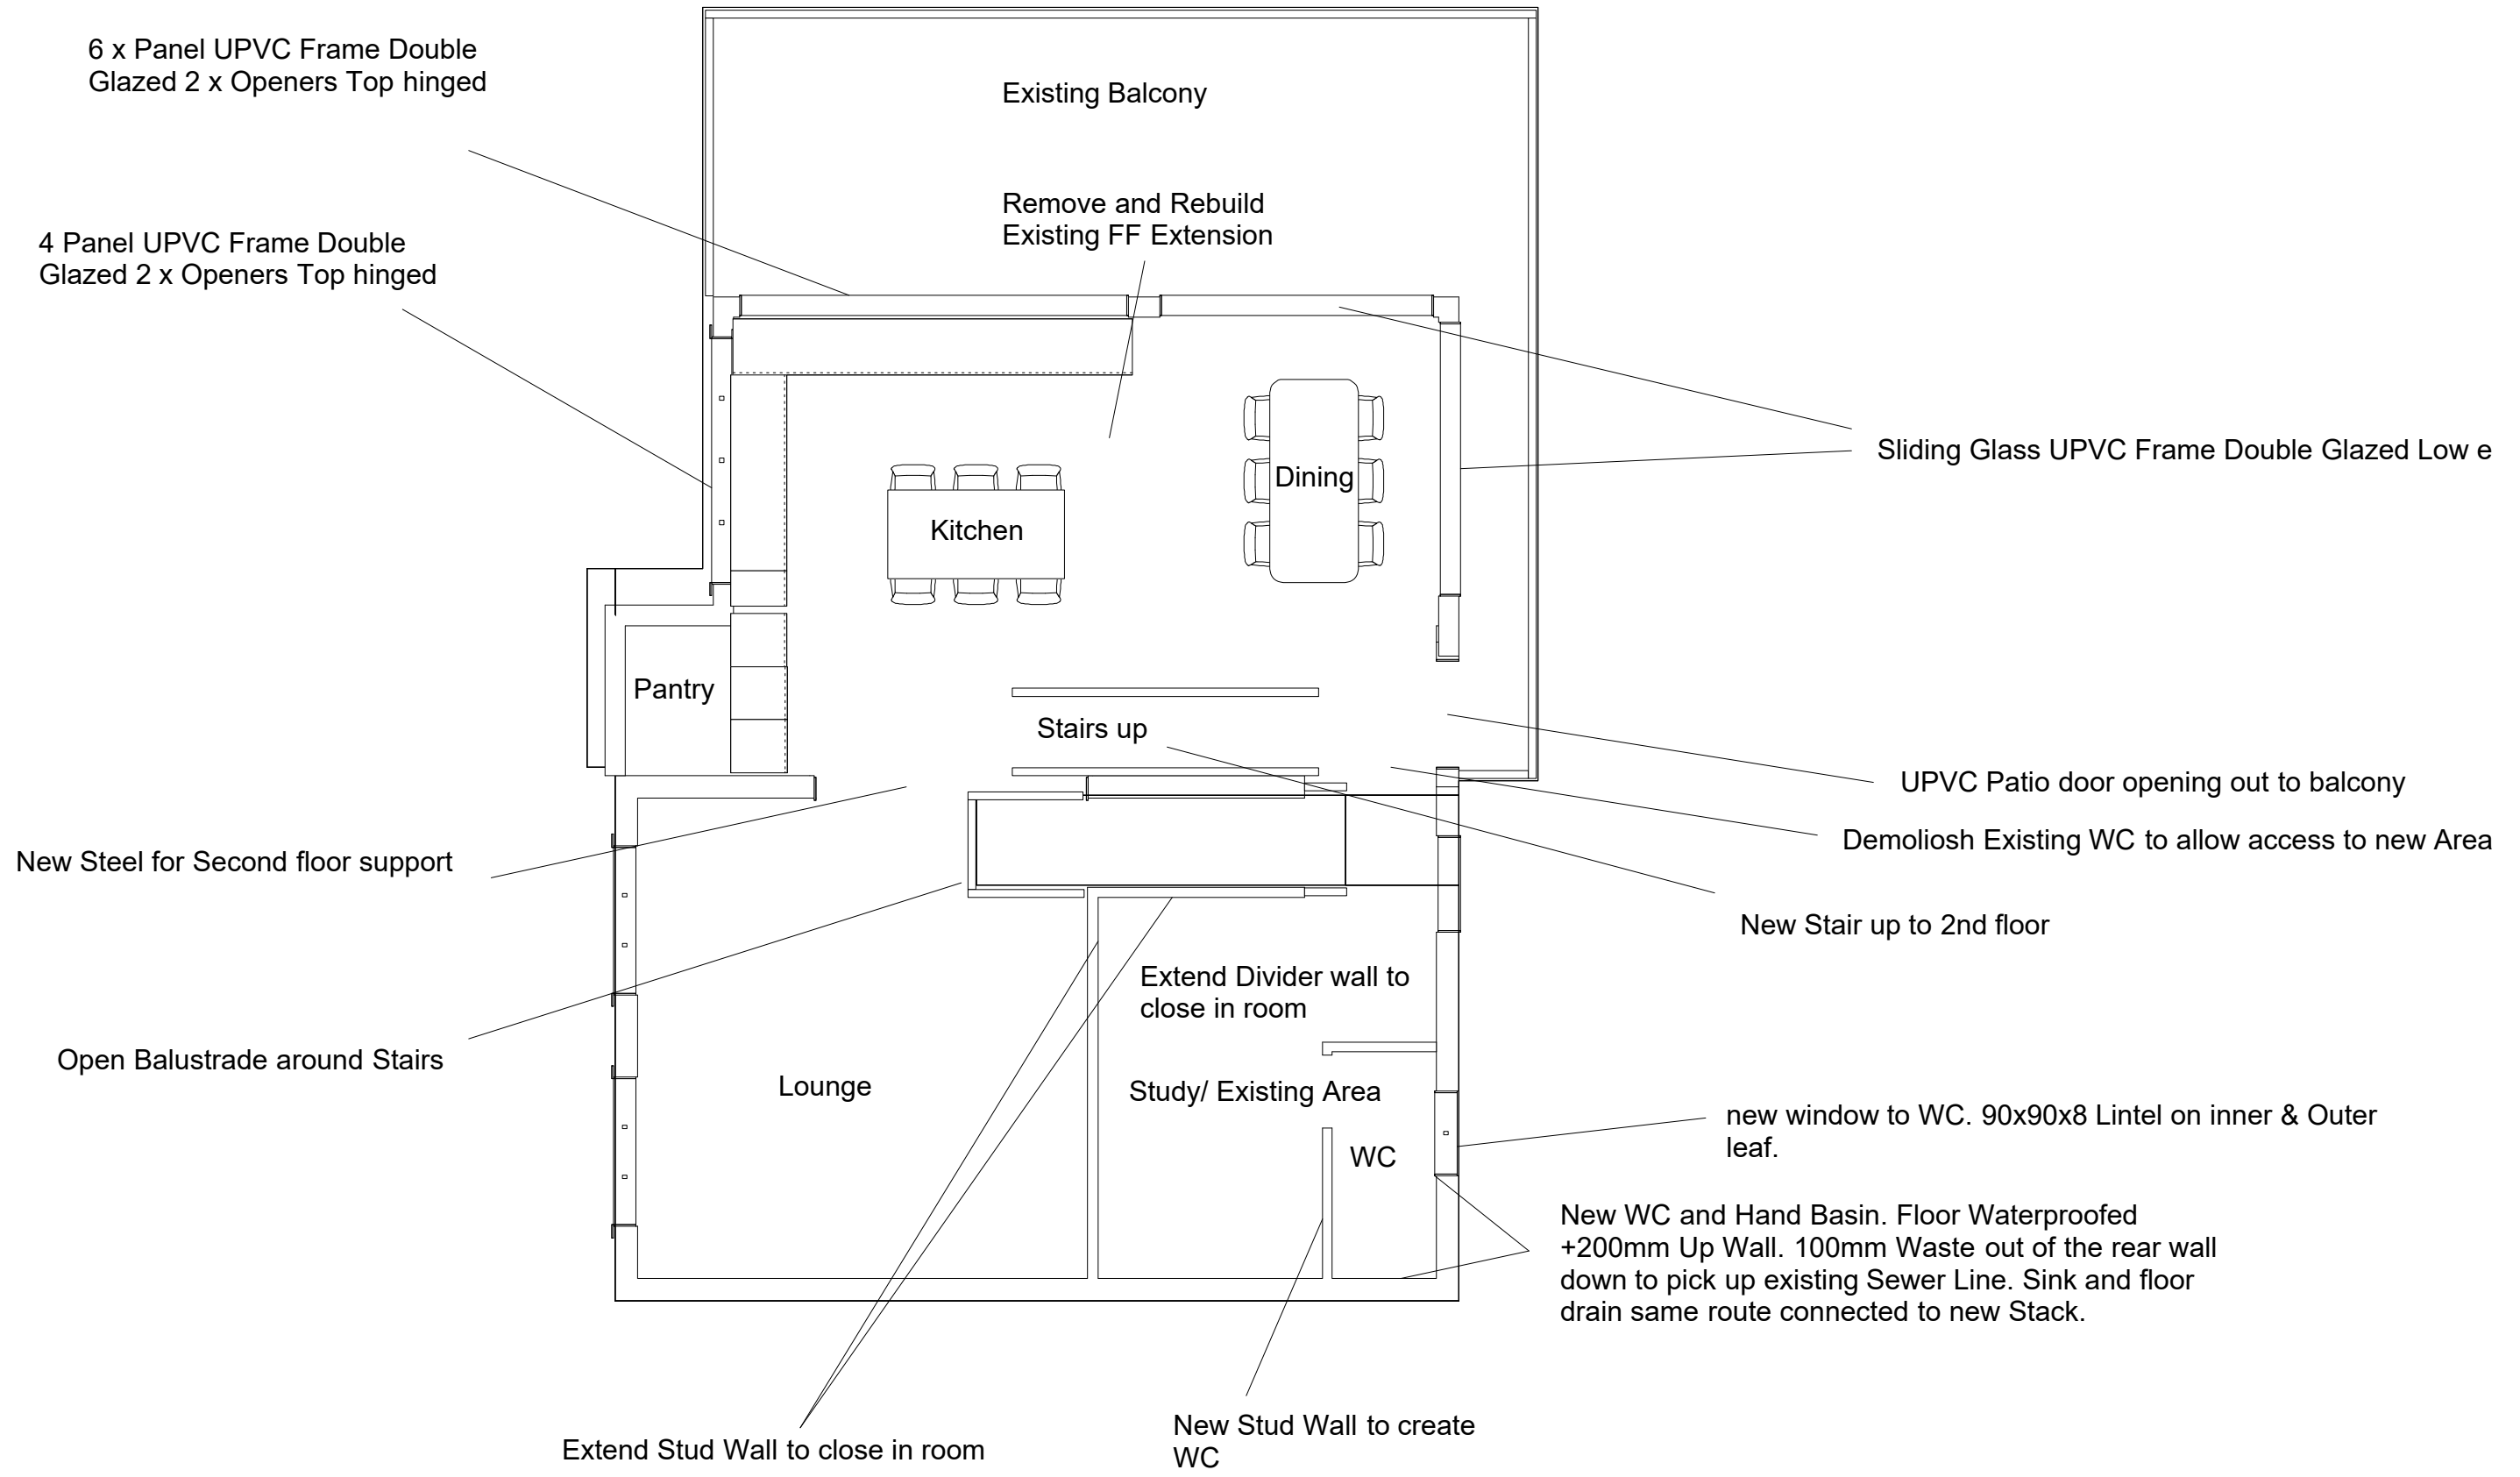 6 x Panel UPVC Frame Double
Glazed 2 x Openers Top hinged
Existing Balcony
Remove and Rebuild
Existing FF Extension
4 Panel UPVC Frame Double
Glazed 2 x Openers Top hinged
Sliding Glass UPVC Frame Double Glazed Low e
Dining
Kitchen
Pantry
Stairs up
UPVC Patio door opening out to balcony
Demoliosh Existing WC to allow access to new Area
New Steel for Second floor support
New Stair up to 2nd floor
Extend Divider wall to
close in room
Open Balustrade around Stairs
Lounge
Study/ Existing Area
new window to WC. 90x90x8 Lintel on inner & Outer
leaf.
WC
New WC and Hand Basin. Floor Waterproofed
+200mm Up Wall. 100mm Waste out of the rear wall
down to pick up existing Sewer Line. Sink and floor
drain same route connected to new Stack.
Extend Stud Wall to close in room
New Stud Wall to create
WC